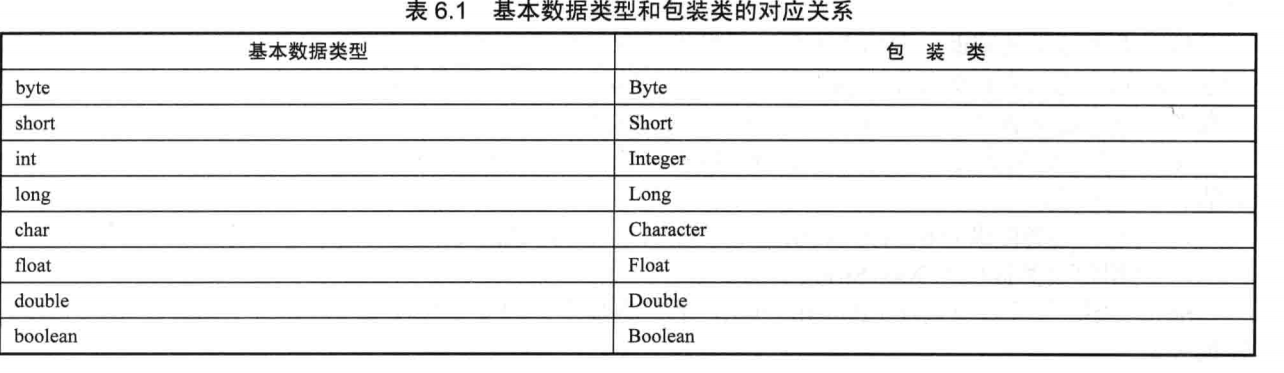 表 6.1 基本数据类型和包装类的对应关系
基本数据类型 包 装 类
byte Byte
short Short
int Integer
long Long
char Character
float Float
double Double
boolean Boolean